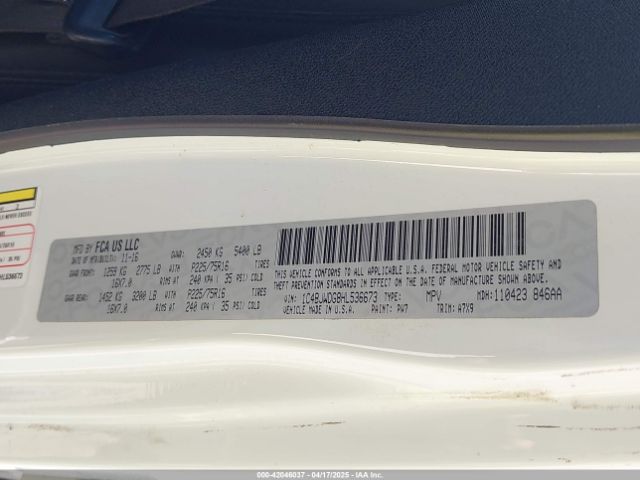 MFD BY FCA US LLC
DATE OF MFR(BUILD): 11-16 GVWR: 2450 KG 5400 LB
GAWR FRONT: 1259 KG 2775 LB WITH P225/75R16 TIRES
16X7.0 RIMS AT 240 KPA ( 35 PSI) COLD
GAWR REAR: 1452 KG 3200 LB WITH P225/75R16 TIRES
16X7.0 RIMS AT 240 KPA ( 35 PSI) COLD
THIS VEHICLE CONFORMS TO ALL APPLICABLE U.S.A. FEDERAL MOTOR VEHICLE SAFETY, BUMPER, AND
THEFT PREVENTION STANDARDS IN EFFECT ON THE DATE OF MANUFACTURE SHOWN ABOVE.
VIN: 1C4BJWDG8HL536673 TYPE: MPV MDH: 110423 846AA
VEHICLE MADE IN U.S.A. PAINT: PW7 TRIM: A7X9
HL536673
000-42046037 - 04/17/2025 - IAAI.COM